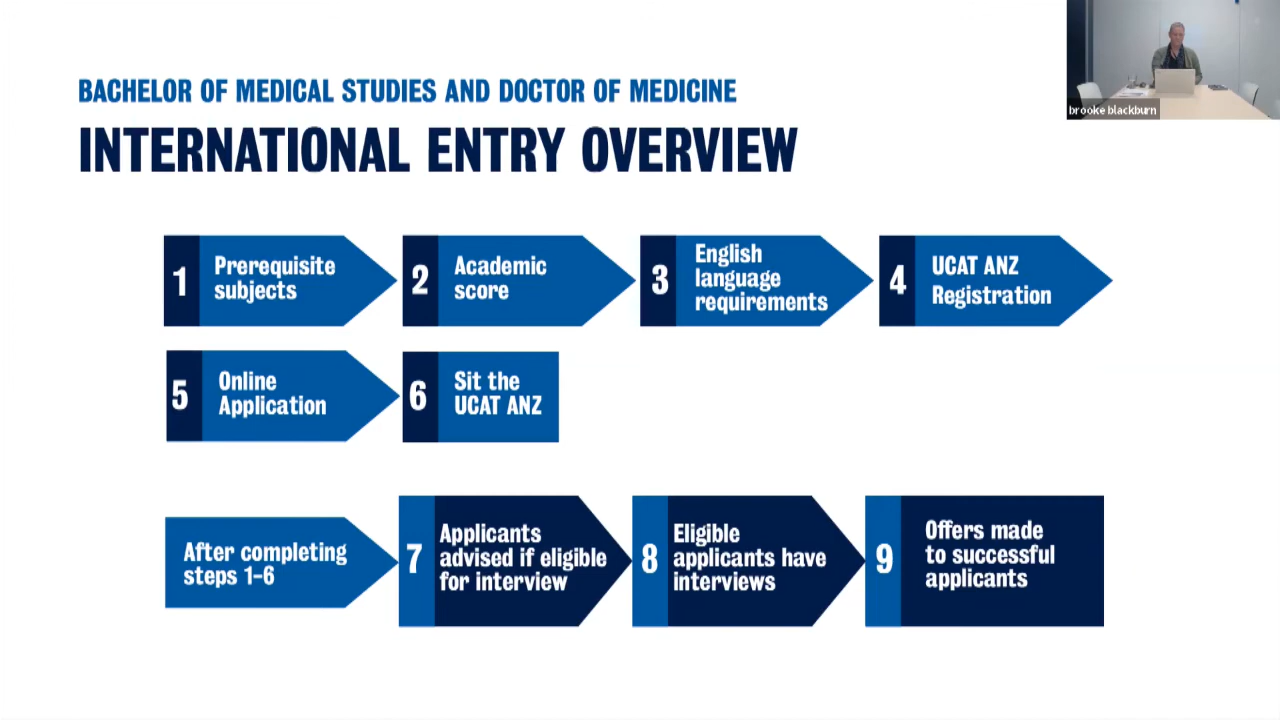 BACHELOR OF MEDICAL STUDIES AND DOCTOR OF MEDICINE
INTERNATIONAL ENTRY OVERVIEW
brooke blackburn
1
Prerequisite
subjects
2
Academic
score
3
English
language
requirements
4
UCAT ANZ
Registration
5
Online
Application
6
Sit the
UCAT ANZ
After completing
steps 1-6
7
Applicants
advised if eligible
for interview
8
Eligible
applicants have
interviews
9
Offers made
to successful
applicants